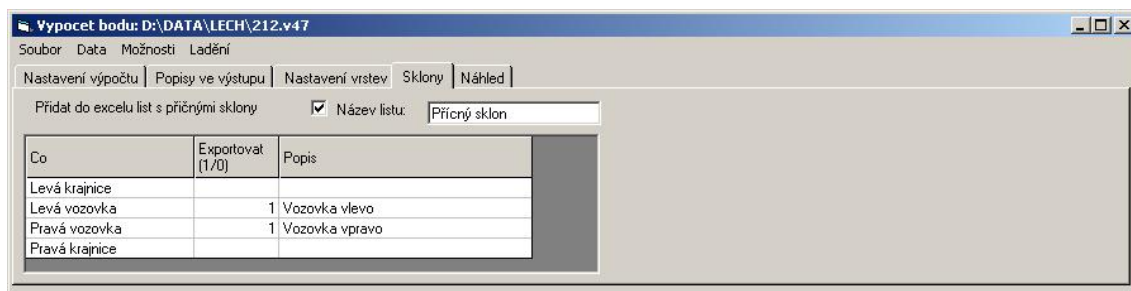 Vypocet bodu: D:\DATA\LECH\212.v47
Soubor Data Možnosti Ladění
Nastavení výpočtu Popisy ve výstupu Nastavení vrstev Sklony Náhled
Přidat do excelu list s příčnými sklony Název listu: Přícný sklon
Co Exportovat (1/0) Popis
Levá krajnice
Levá vozovka 1 Vozovka vlevo
Pravá vozovka 1 Vozovka vpravo
Pravá krajnice